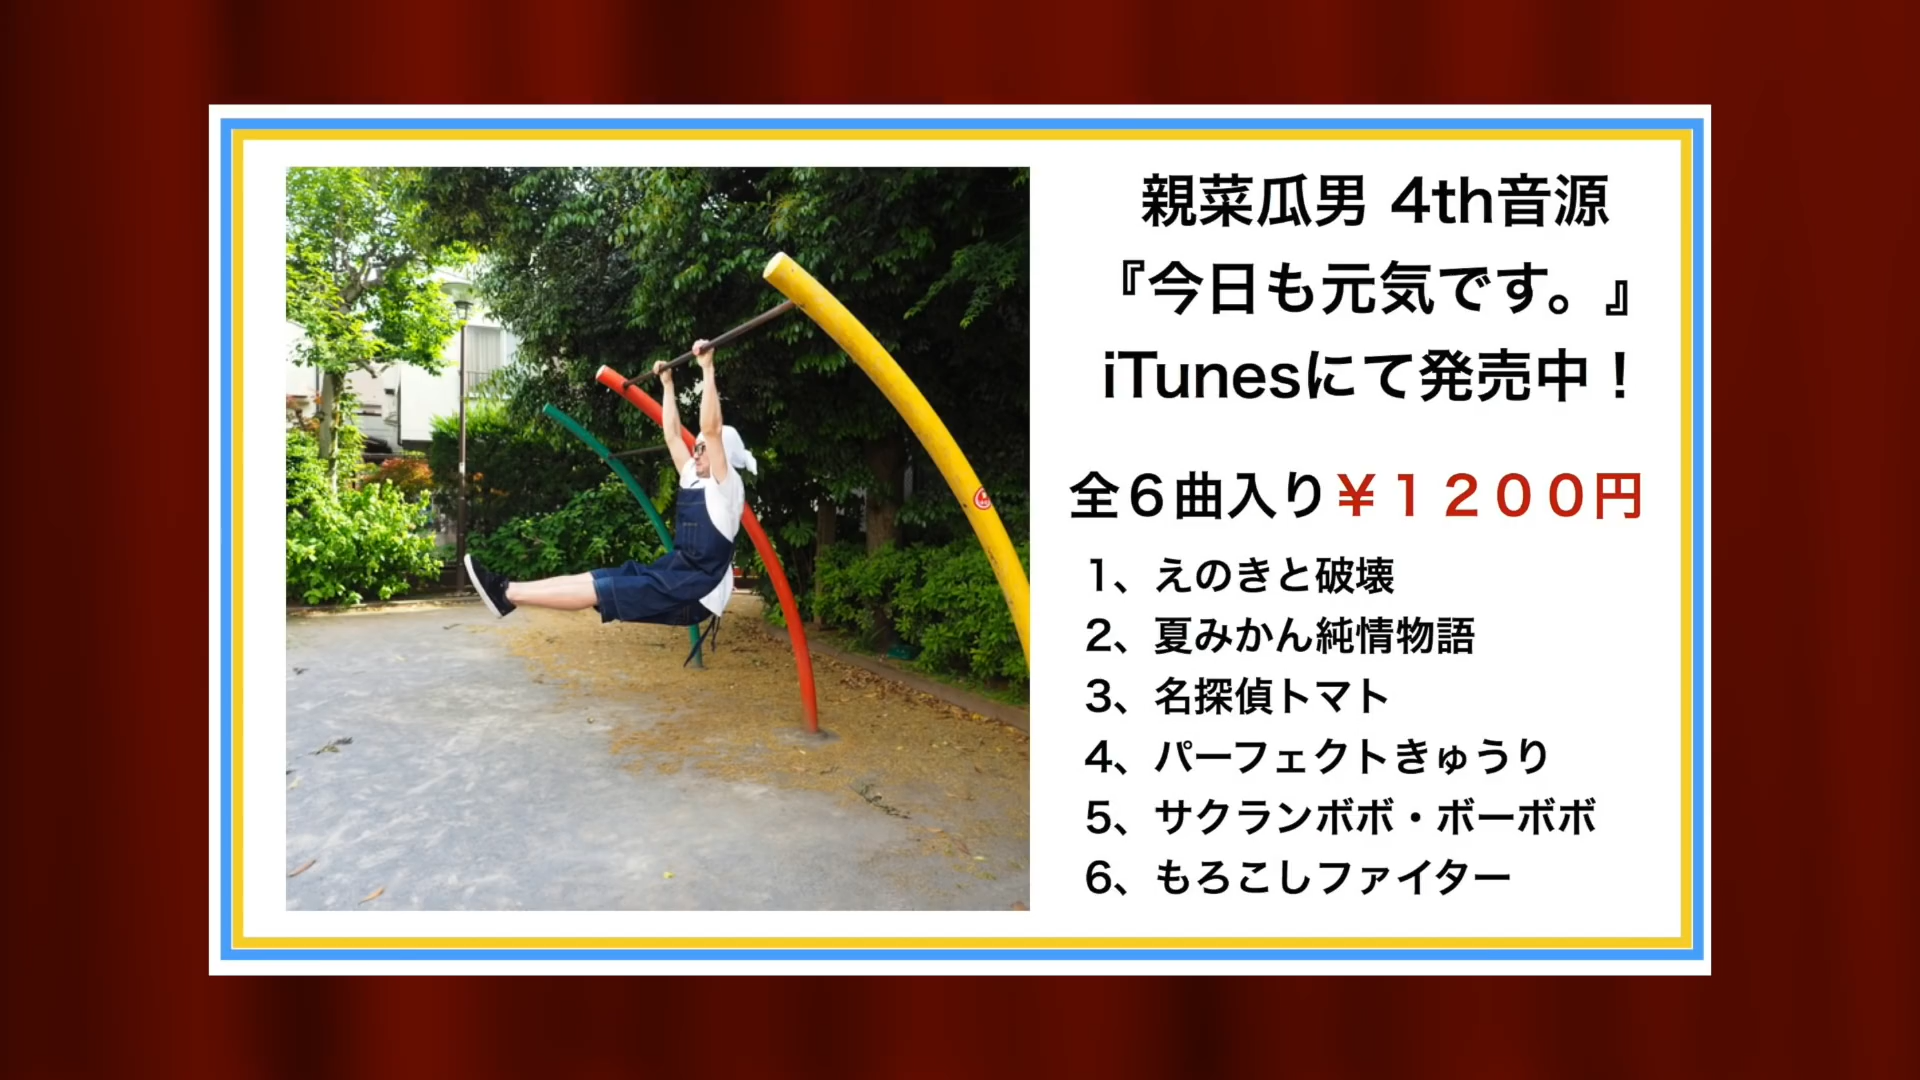 親菜瓜男 4th音源
『今日も元気です。』
iTunesにて発売中！
全６曲入り￥１２００円
1、えのきと破壊
2、夏みかん純情物語
3、名探偵トマト
4、パーフェクトきゅうり
5、サクランボボ・ボーボボ
6、もろこしファイター